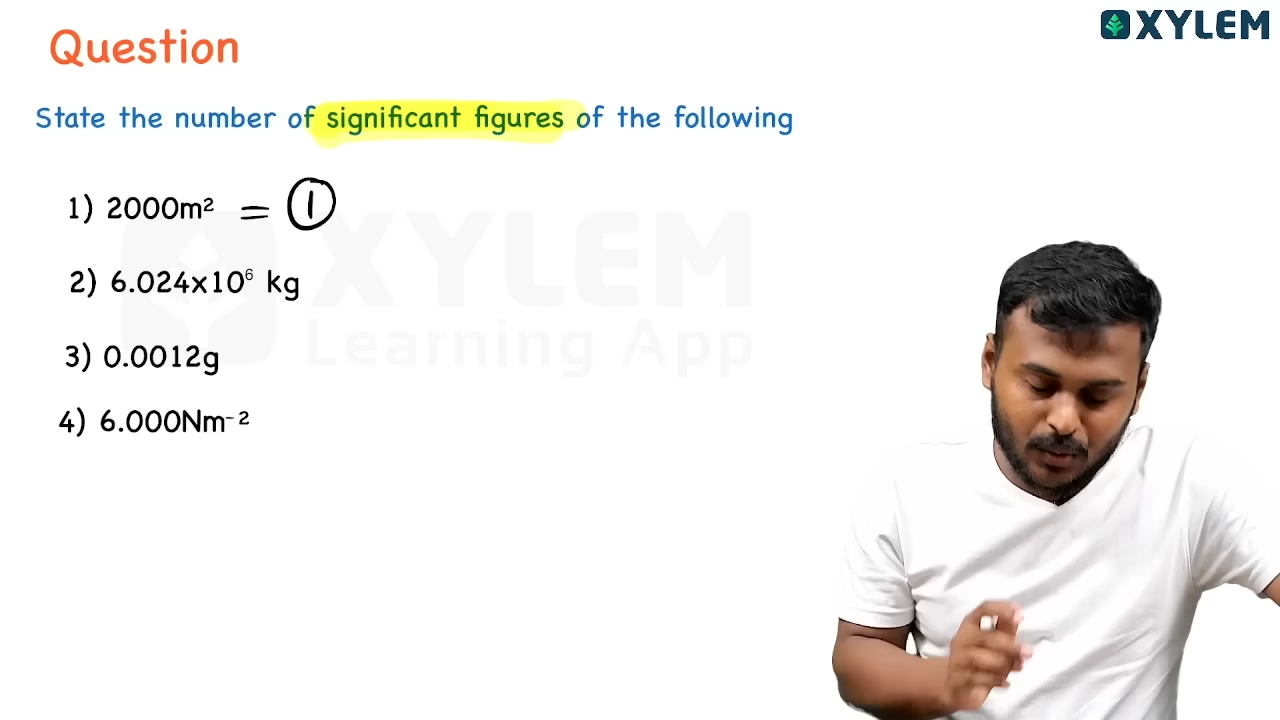 Question
XYLEM
State the number of significant figures of the following
1) 2000m² = ①
2) 6.024x10⁶ kg
3) 0.0012g
4) 6.000Nm⁻²
XYLEM
Learning App